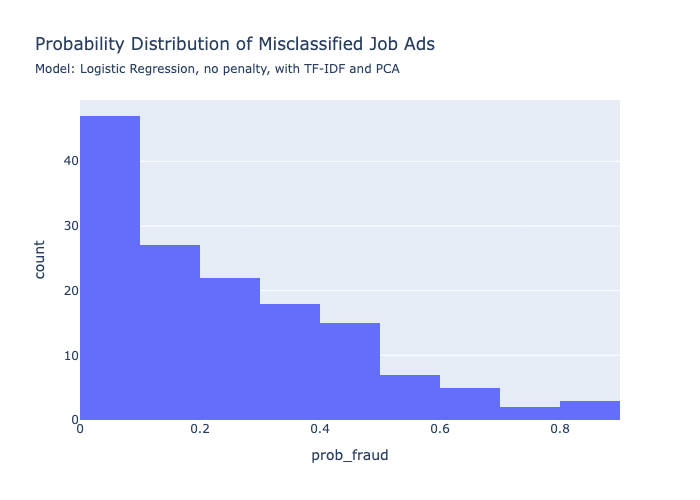 Probability Distribution of Misclassified Job Ads
Model: Logistic Regression, no penalty, with TF-IDF and PCA
40
30
20
10
0
count
0
0.2
0.4
0.6
0.8
prob_fraud